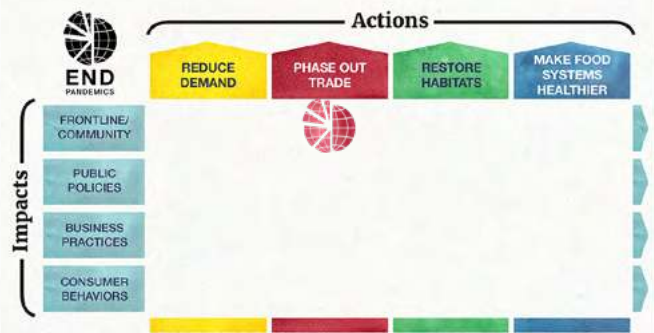 Actions
END
PANDEMICS
REDUCE
DEMAND
PHASE OUT
TRADE
RESTORE
HABITATS
MAKE FOOD
SYSTEMS
HEALTHIER
Impacts
FRONTLINE/
COMMUNITY
PUBLIC
POLICIES
BUSINESS
PRACTICES
CONSUMER
BEHAVIORS